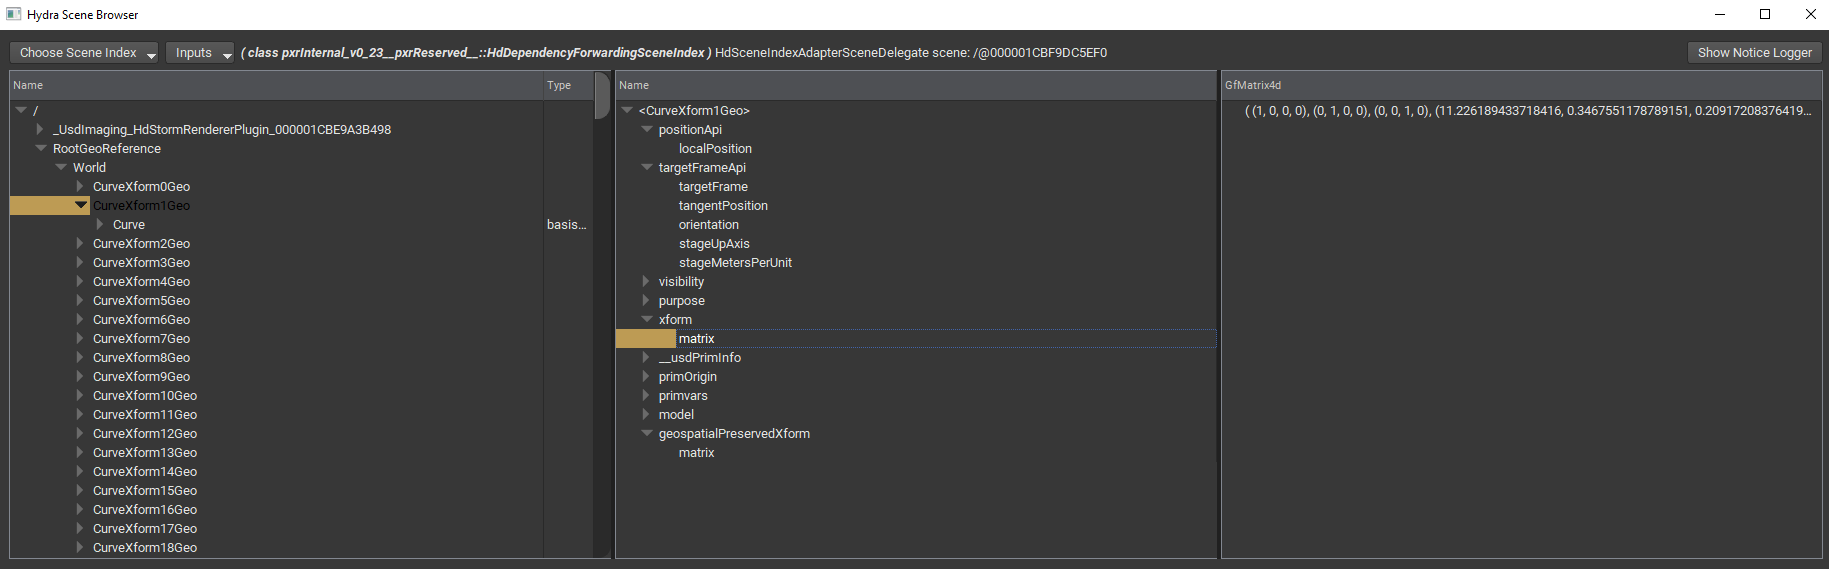 Hydra Scene Browser
Choose Scene Index Inputs ( class pxrInternal_v0_23__pxrReserved__::HdDependencyForwardingSceneIndex ) HdSceneIndexAdapterSceneDelegate scene: /@000001CBF9DC5EF0 Show Notice Logger
Name Type
/
_UsdImaging_HdStormRendererPlugin_000001CBE9A3B498
RootGeoReference
World
CurveXform0Geo
CurveXform1Geo
Curve basis...
CurveXform2Geo
CurveXform3Geo
CurveXform4Geo
CurveXform5Geo
CurveXform6Geo
CurveXform7Geo
CurveXform8Geo
CurveXform9Geo
CurveXform10Geo
CurveXform11Geo
CurveXform12Geo
CurveXform13Geo
CurveXform14Geo
CurveXform15Geo
CurveXform16Geo
CurveXform17Geo
CurveXform18Geo
Name
<CurveXform1Geo>
positionApi
localPosition
targetFrameApi
targetFrame
tangentPosition
orientation
stageUpAxis
stageMetersPerUnit
visibility
purpose
xform
matrix
__usdPrimInfo
primOrigin
primvars
model
geospatialPreservedXform
matrix
GfMatrix4d
( (1, 0, 0, 0), (0, 1, 0, 0), (0, 0, 1, 0), (11.226189433718416, 0.3467551178789151, 0.20917208376419...